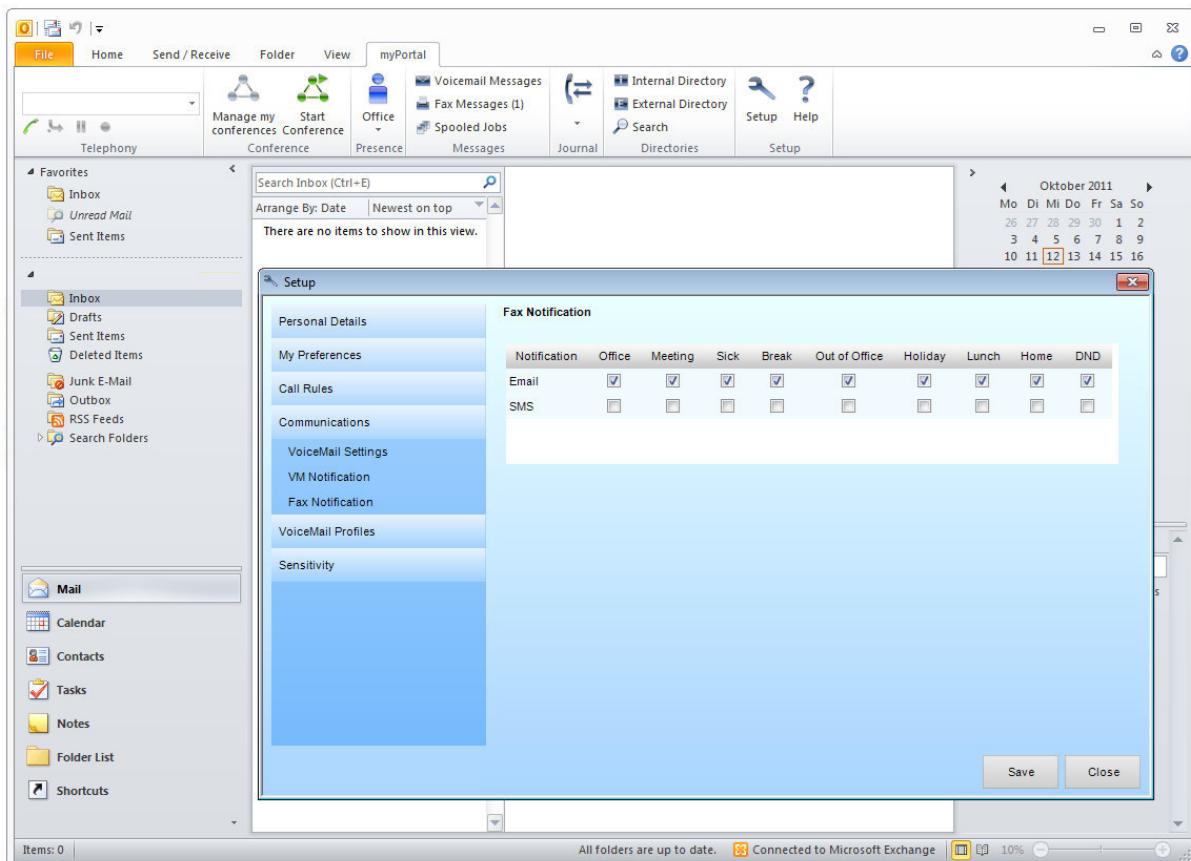 File Home Send / Receive Folder View myPortal
Manage my conferences
Start Conference
Office
Voicemail Messages
Fax Messages (1)
Spooled Jobs
Internal Directory
External Directory
Search
Setup Help
Telephony Conference Presence Messages Journal Directories Setup
Favorites
Inbox
Unread Mail
Sent Items
Inbox
Drafts
Sent Items
Deleted Items
Junk E-Mail
Outbox
RSS Feeds
Search Folders
Mail
Calendar
Contacts
Tasks
Notes
Folder List
Shortcuts
Search Inbox (Ctrl+E)
Arrange By: Date Newest on top
There are no items to show in this view.
Oktober 2011
Mo Di Mi Do Fr Sa So
26 27 28 29 30 1 2
3 4 5 6 7 8 9
10 11 12 13 14 15 16
Setup
Personal Details
My Preferences
Call Rules
Communications
VoiceMail Settings
VM Notification
Fax Notification
VoiceMail Profiles
Sensitivity
Fax Notification
Notification Office Meeting Sick Break Out of Office Holiday Lunch Home DND
Email
SMS
Save Close
Items: 0 All folders are up to date. Connected to Microsoft Exchange 10%